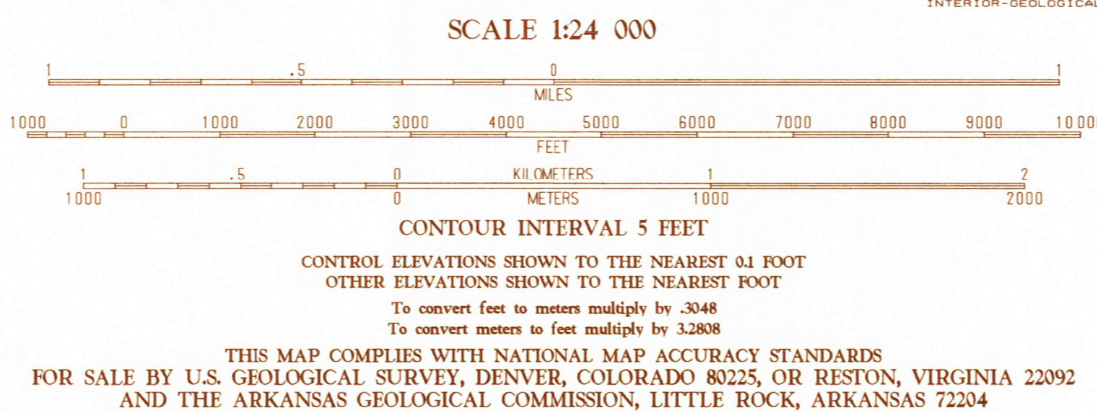 INTERIOR-GEOLOGICAL
SCALE 1:24 000
1 .5 0 1
MILES
1000 0 1000 2000 3000 4000 5000 6000 7000 8000 9000 10 000
FEET
1 .5 0 KILOMETERS 1 2
1000 0 METERS 1000 2000
CONTOUR INTERVAL 5 FEET
CONTROL ELEVATIONS SHOWN TO THE NEAREST 0.1 FOOT
OTHER ELEVATIONS SHOWN TO THE NEAREST FOOT
To convert feet to meters multiply by .3048
To convert meters to feet multiply by 3.2808
THIS MAP COMPLIES WITH NATIONAL MAP ACCURACY STANDARDS
FOR SALE BY U.S. GEOLOGICAL SURVEY, DENVER, COLORADO 80225, OR RESTON, VIRGINIA 22092
AND THE ARKANSAS GEOLOGICAL COMMISSION, LITTLE ROCK, ARKANSAS 72204